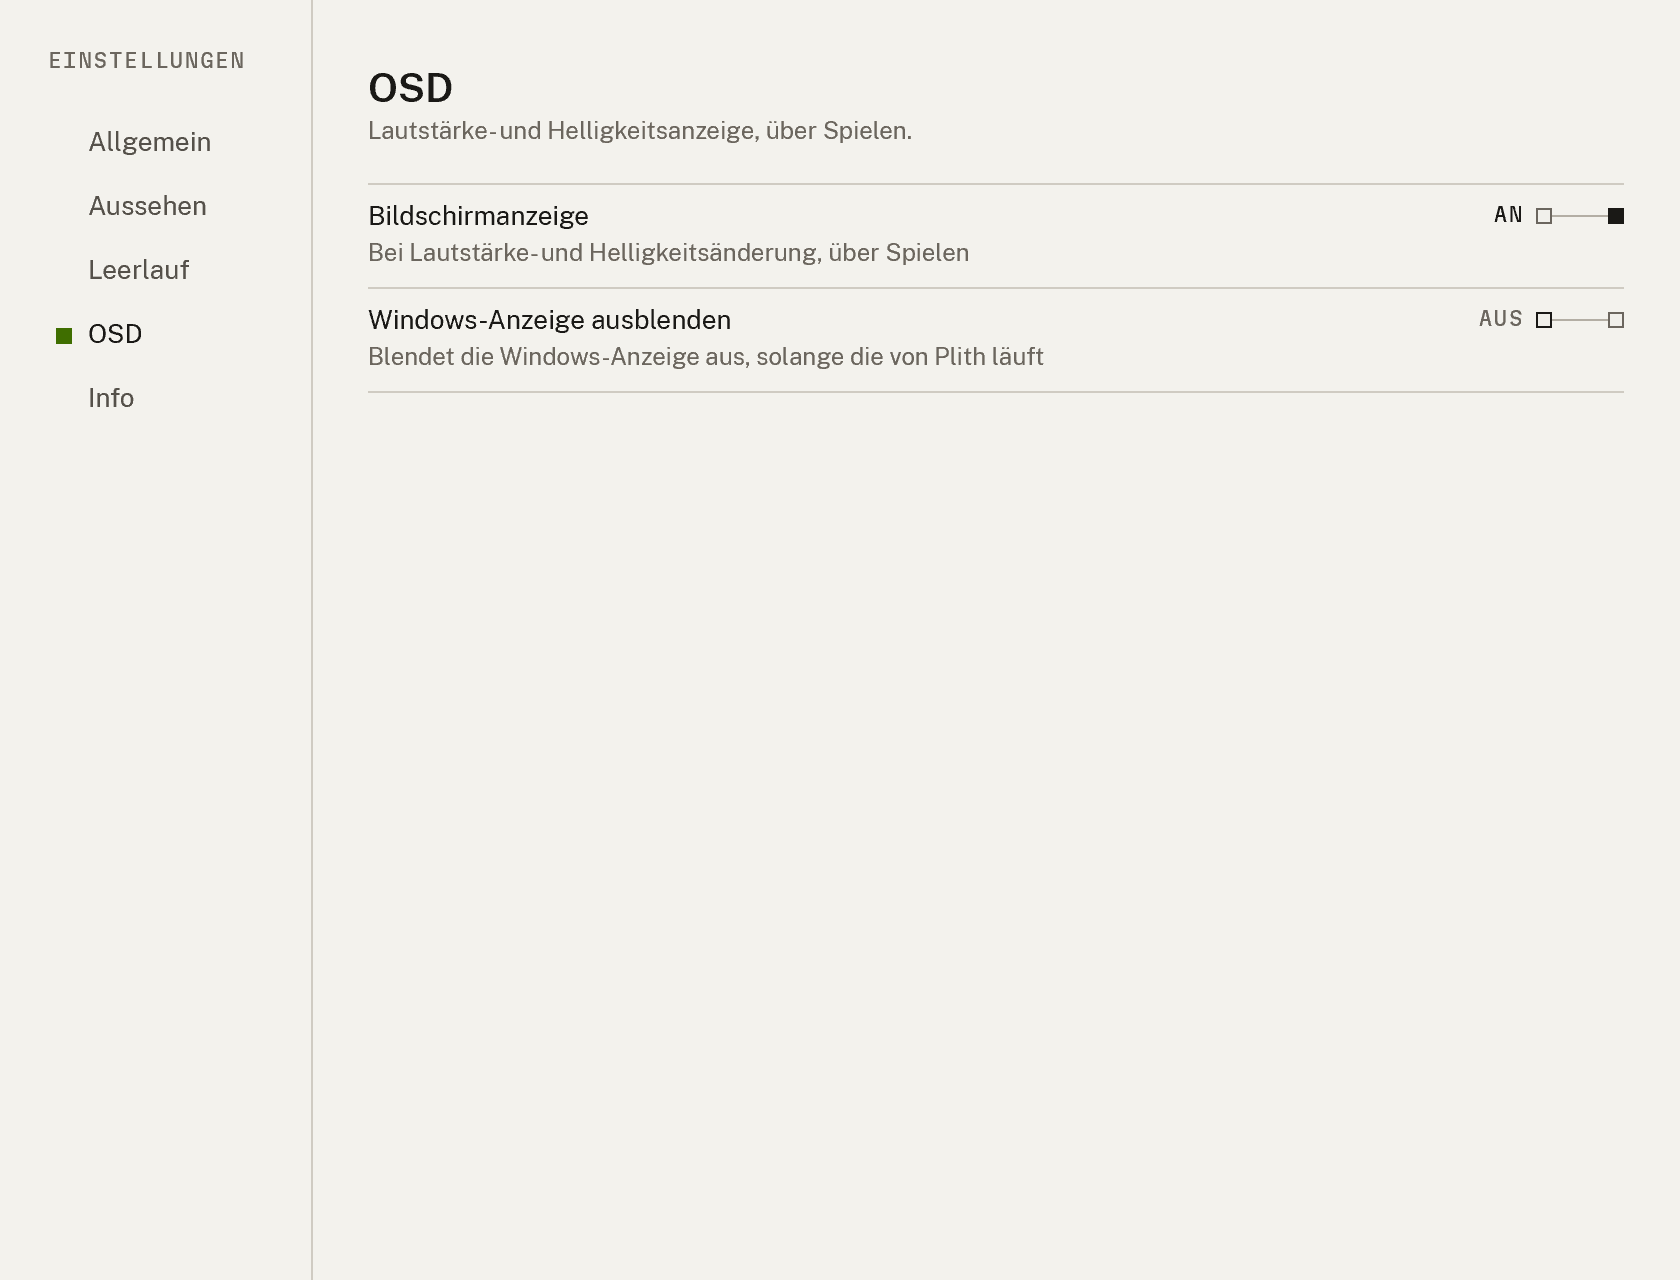 EINSTELLUNGEN
Allgemein
Aussehen
Leerlauf
OSD
Info
OSD
Lautstärke- und Helligkeitsanzeige, über Spielen.
Bildschirmanzeige
AN
Bei Lautstärke- und Helligkeitsänderung, über Spielen
Windows-Anzeige ausblenden
AUS
Blendet die Windows-Anzeige aus, solange die von Plith läuft